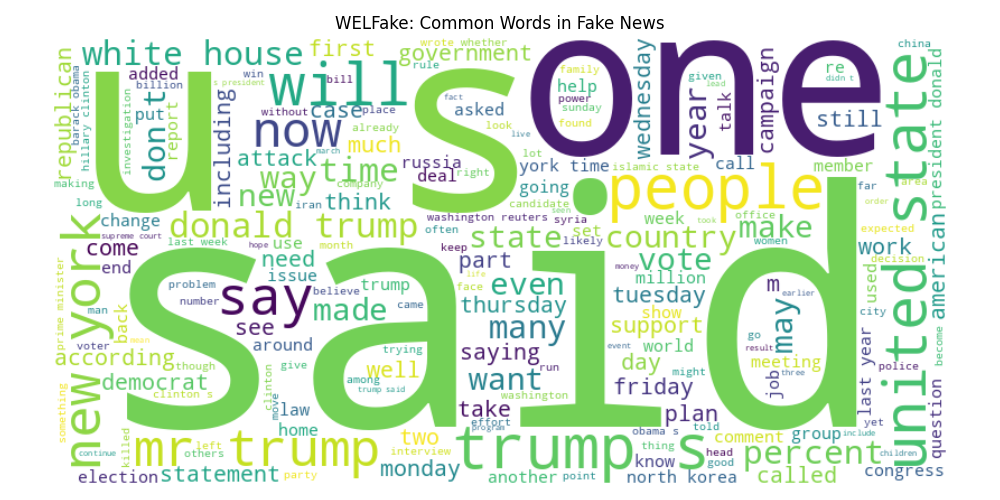 WELFake: Common Words in Fake News
white house
first
wrote
whether
government
u s
one
will
now
said
people
united state
new york
donald trump
mr trump
trump s
percent
say
republican
barack obama
hillary clinton
added
billion
win
bill
rule
s president
investigation
don t
put
report
including
without
case
place
fact
asked
already
much
look
live
attack
march
way
time
russia
deal
right
company
new
iran
think
lot
york time
going
candidate
seen
family
help
power
sunday
found
islamic state
wednesday
year
talk
campaign
given
lead
re
didn t
still
china
call
member
far
area
president donald
order
making
long
change
supreme court
come
end
last week
hope
use
month
need
issue
believe
problem
number
man
back
prime minister
see
made
around
trump
came
often
washington reuters
syria
keep
state
likely
set
part
life
face
even
thursday
many
money
week
office
took
women
country
make
vote
million
tuesday
show
support
m
may
earlier
expected
work
decision
american
used
city
become
go
result
event
world
day
might
meeting
job
three
police
last year
yet
voter
mean
according
though
democrat
clinton s
something
trying
give
well
clinton
move
law
home
among
trump said
saying
run
want
washington
take
effort
program
friday
plan
obama s
told
thing
head
good
know
north korea
comment
group
include
called
children
question
congress
continue
killed
left
others
election
statement
party
two
interview
monday
another
point